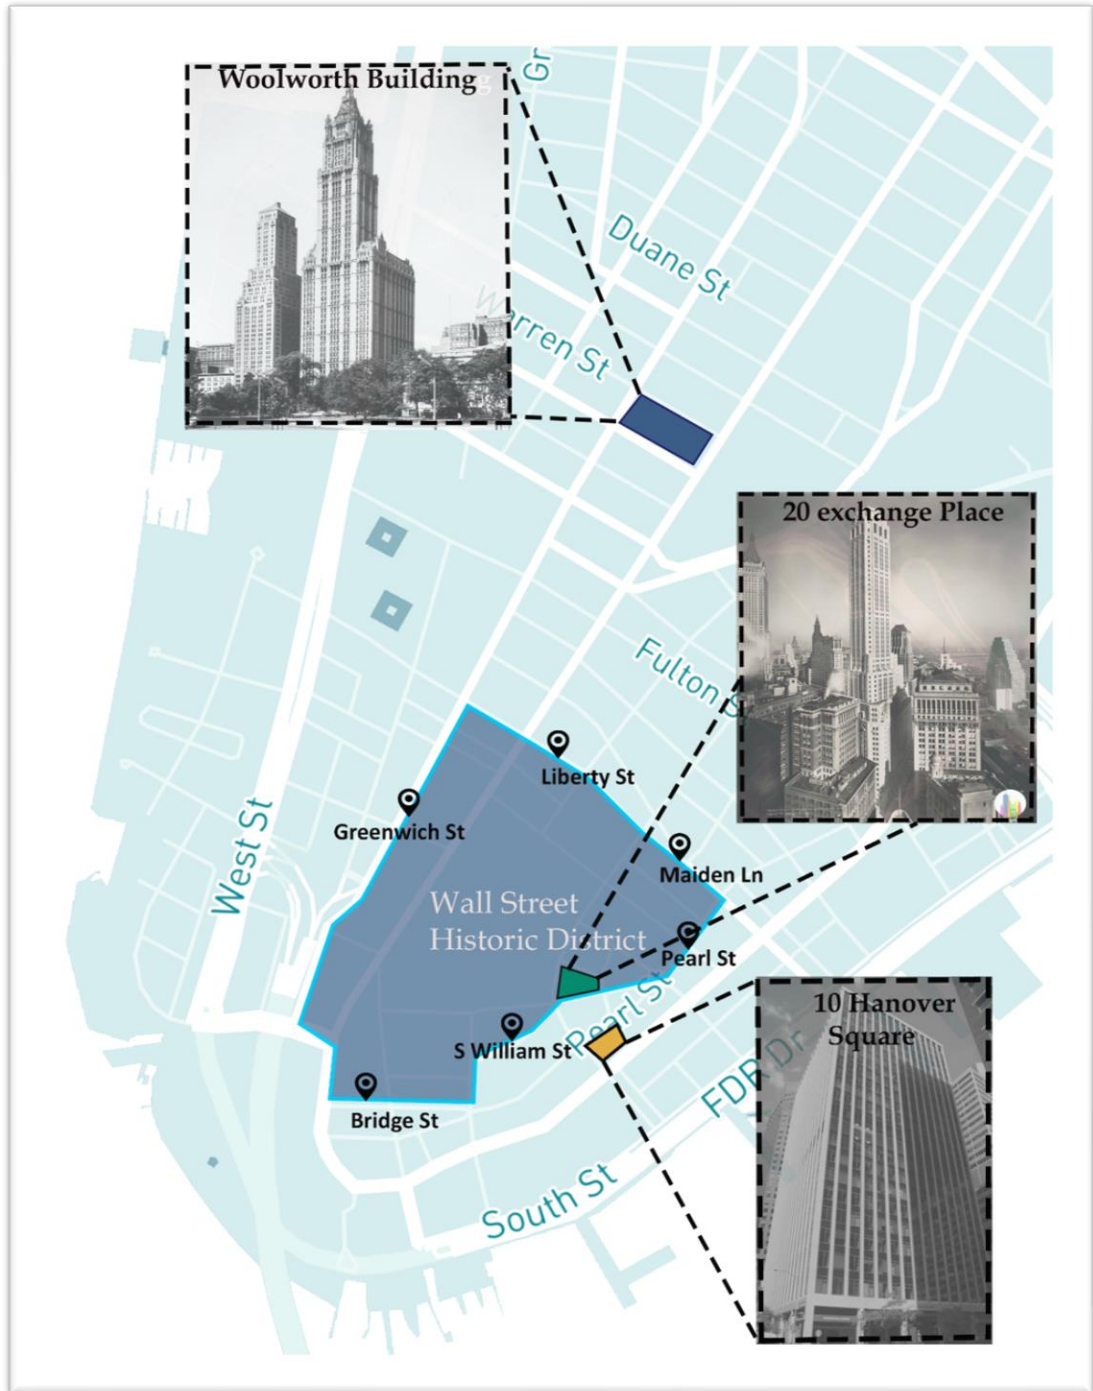 Woolworth Building
Gr
Duane St
Warren St
20 exchange Place
Fulton S
Liberty St
Greenwich St
West St
Maiden Ln
Wall Street
Historic District
Pearl St
Pearl St
S William St
10 Hanover
Square
FDR Dr
Bridge St
South St